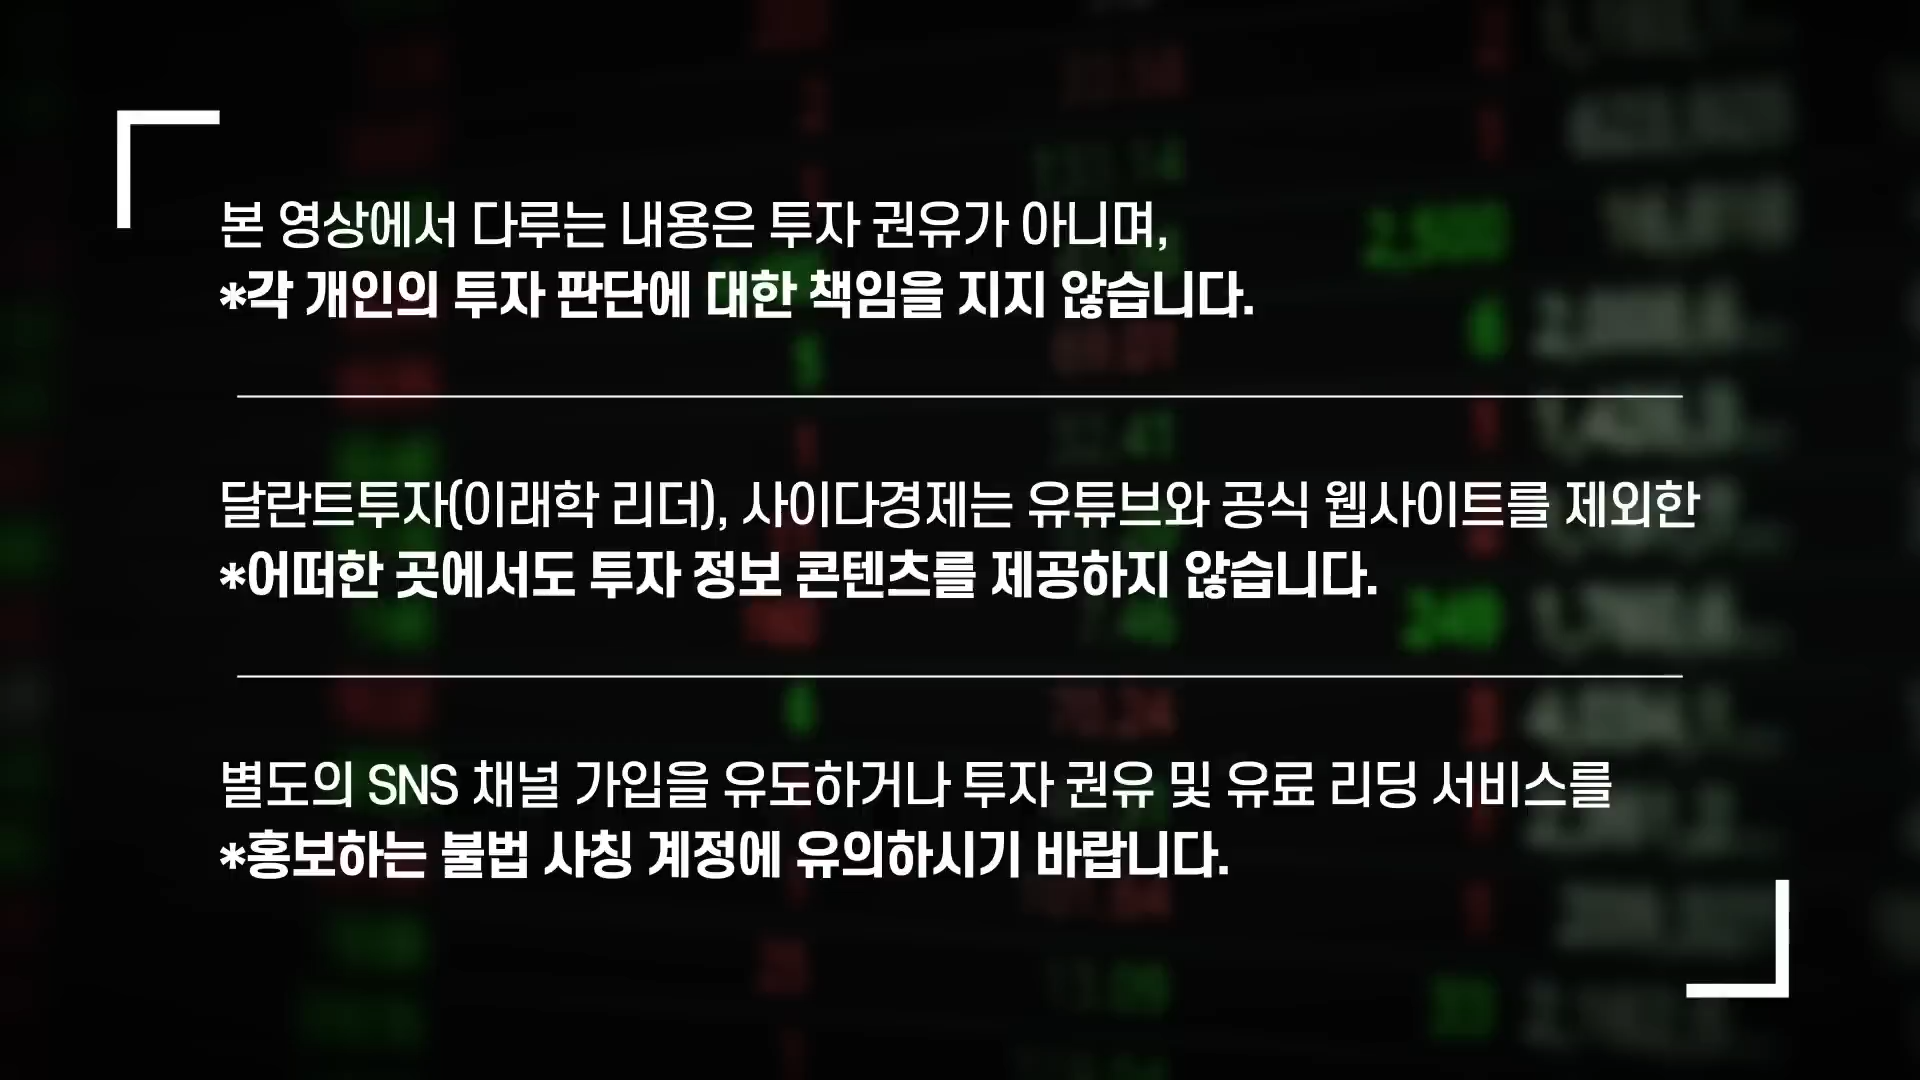 본 영상에서 다루는 내용은 투자 권유가 아니며,
*각 개인의 투자 판단에 대한 책임을 지지 않습니다.
달란트투자(이래학 리더), 사이다경제는 유튜브와 공식 웹사이트를 제외한
*어떠한 곳에서도 투자 정보 콘텐츠를 제공하지 않습니다.
별도의 SNS 채널 가입을 유도하거나 투자 권유 및 유료 리딩 서비스를
*홍보하는 불법 사칭 계정에 유의하시기 바랍니다.